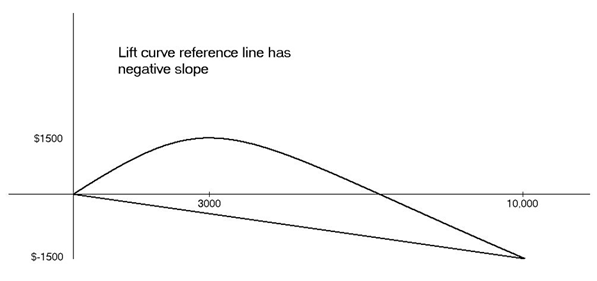 Lift curve reference line has
negative slope
$1500
3000
10,000
$-1500